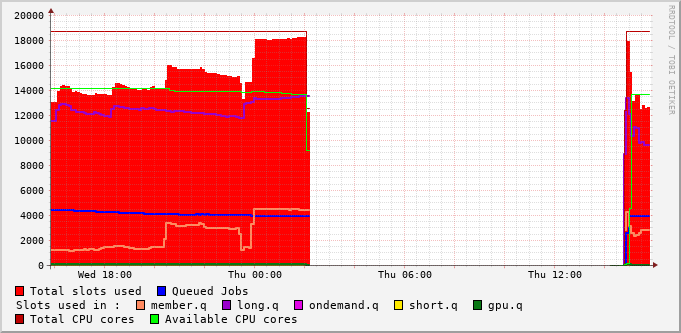 20000
18000
16000
14000
12000
10000
8000
6000
4000
2000
0
Wed 18:00 Thu 00:00 Thu 06:00 Thu 12:00
Total slots used Queued Jobs
Slots used in : member.q long.q ondemand.q short.q gpu.q
Total CPU cores Available CPU cores
RRDTOOL / TOBI OETIKER